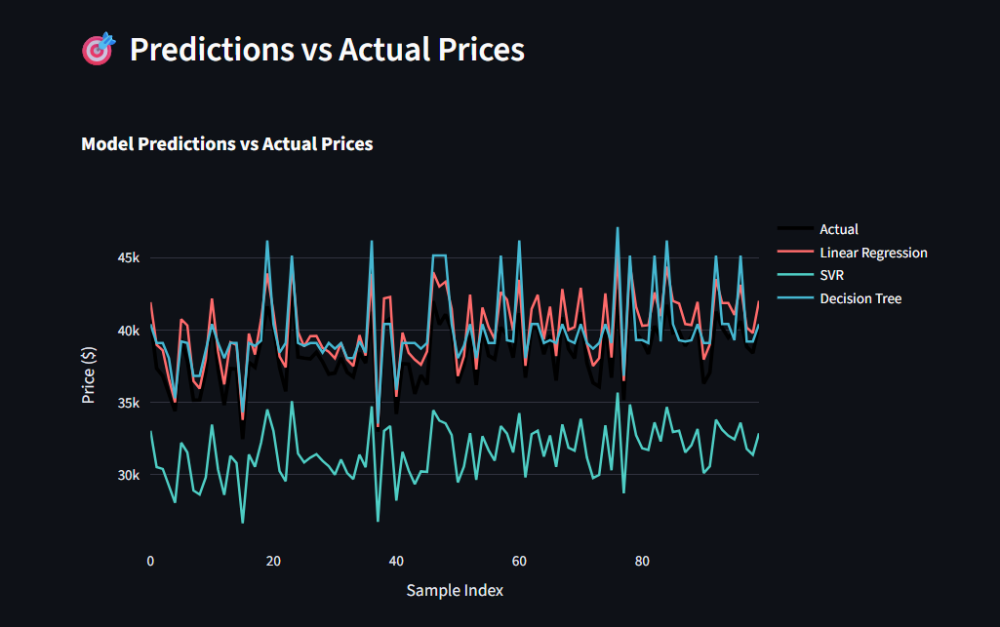 🎯 Predictions vs Actual Prices
Model Predictions vs Actual Prices
Actual
Linear Regression
SVR
Decision Tree
45k
40k
35k
30k
Price ($)
0 20 40 60 80
Sample Index